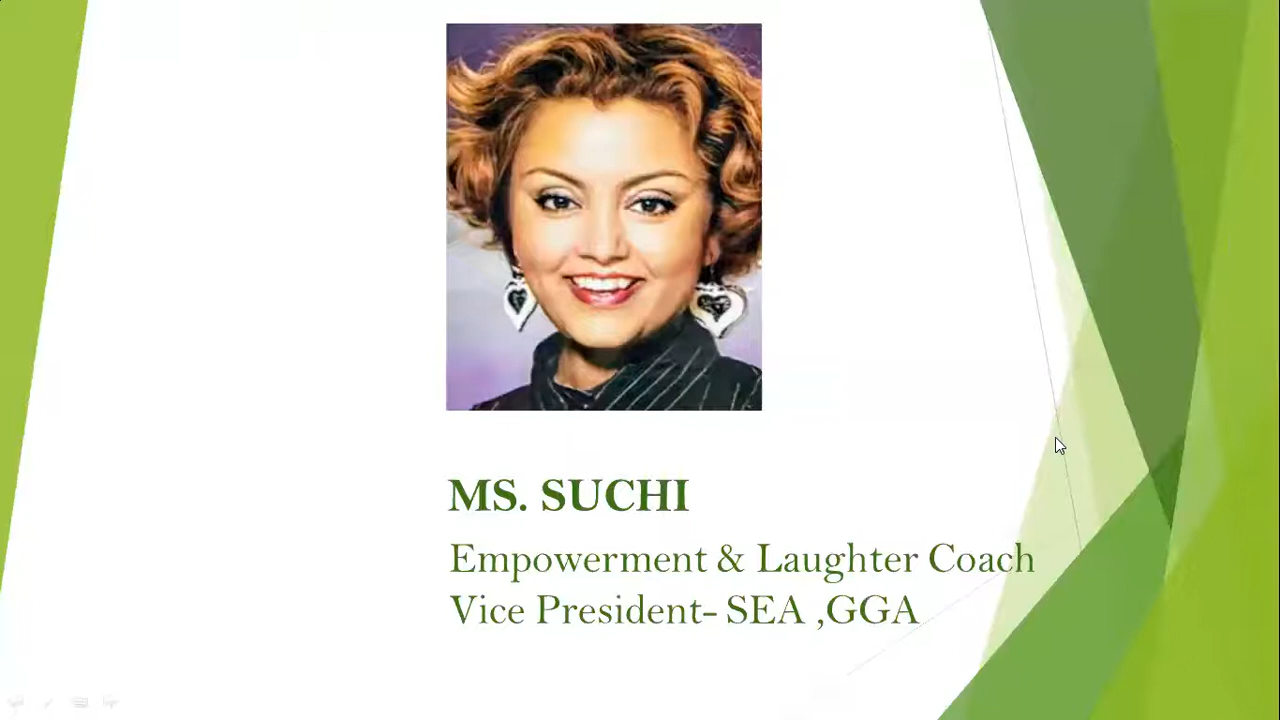 MS. SUCHI
Empowerment & Laughter Coach
Vice President- SEA ,GGA